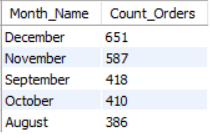 Month_Name Count_Orders
December 651
November 587
September 418
October 410
August 386